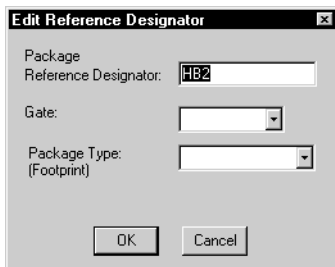 Edit Reference Designator
Package
Reference Designator: HB2
Gate:
Package Type:
(Footprint)
OK Cancel